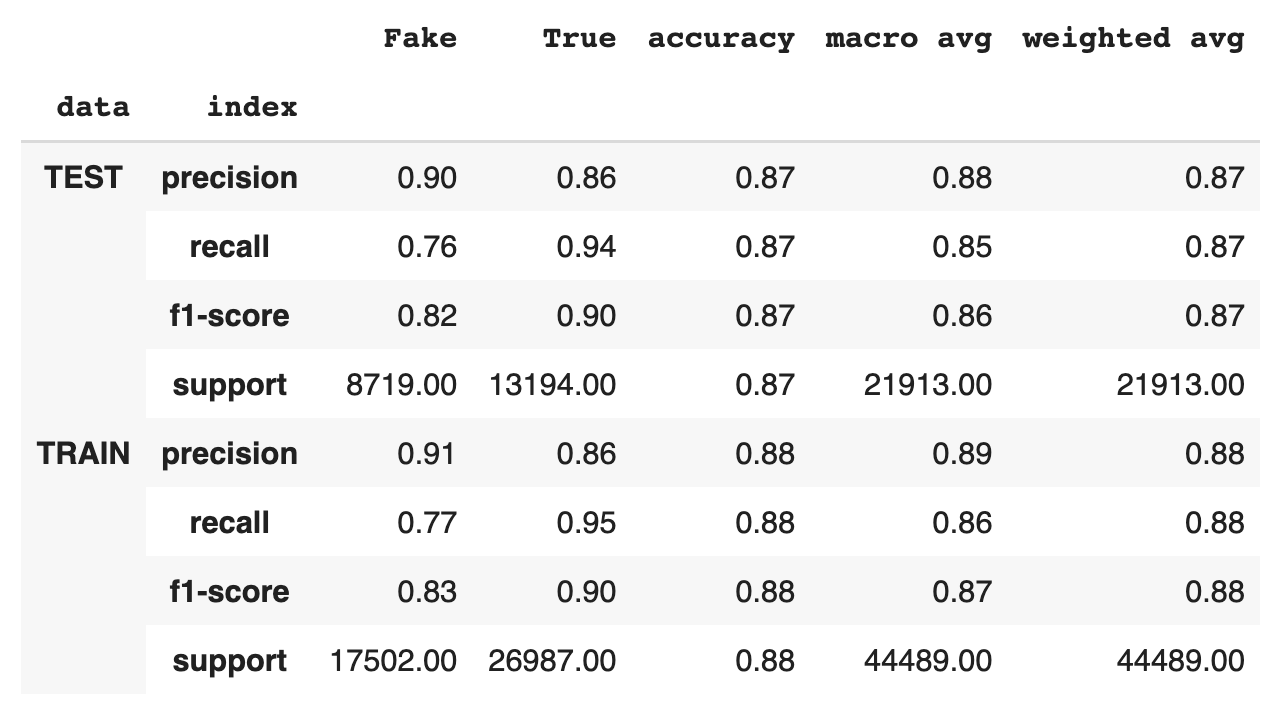 Fake True accuracy macro avg weighted avg
data index
TEST precision 0.90 0.86 0.87 0.88 0.87
recall 0.76 0.94 0.87 0.85 0.87
f1-score 0.82 0.90 0.87 0.86 0.87
support 8719.00 13194.00 0.87 21913.00 21913.00
TRAIN precision 0.91 0.86 0.88 0.89 0.88
recall 0.77 0.95 0.88 0.86 0.88
f1-score 0.83 0.90 0.88 0.87 0.88
support 17502.00 26987.00 0.88 44489.00 44489.00